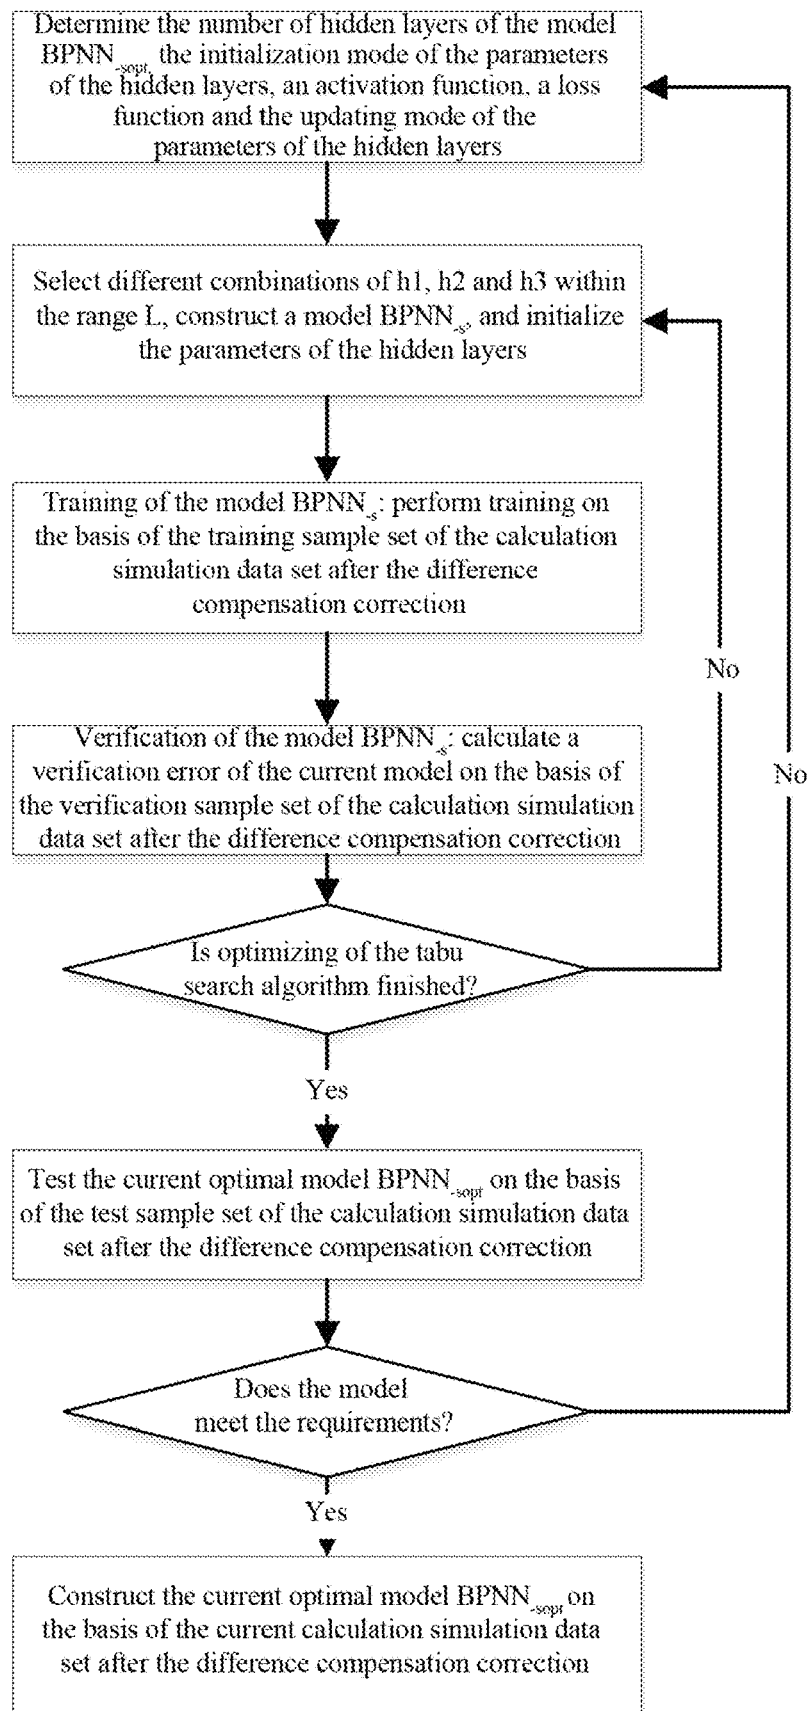 Determine the number of hidden layers of the model
BPNN-sopt, the initialization mode of the parameters
of the hidden layers, an activation function, a loss
function and the updating mode of the
parameters of the hidden layers
Select different combinations of h1, h2 and h3 within
the range L, construct a model BPNN-s, and initialize
the parameters of the hidden layers
Training of the model BPNN-s: perform training on
the basis of the training sample set of the calculation
simulation data set after the difference
compensation correction
No
Verification of the model BPNN-s: calculate a
verification error of the current model on the basis of
the verification sample set of the calculation simulation
data set after the difference compensation correction
No
Is optimizing of the tabu
search algorithm finished?
Yes
Test the current optimal model BPNN-sopt on the basis
of the test sample set of the calculation simulation data
set after the difference compensation correction
Does the model
meet the requirements?
Yes
Construct the current optimal model BPNN-sopt on
the basis of the current calculation simulation data
set after the difference compensation correction